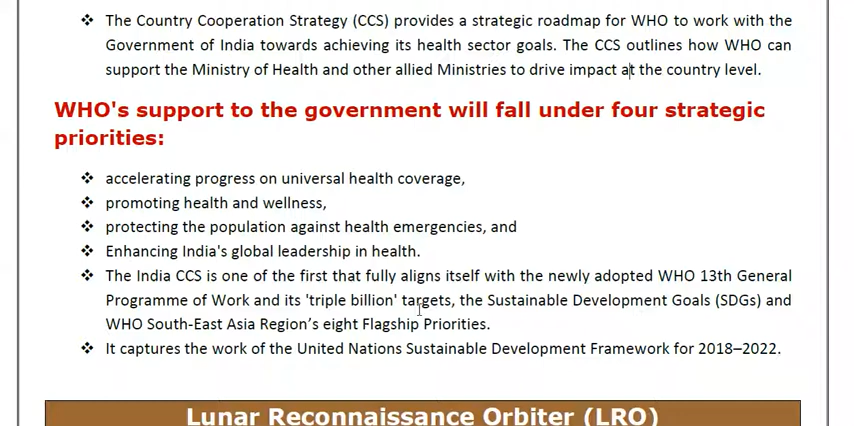 ❖ The Country Cooperation Strategy (CCS) provides a strategic roadmap for WHO to work with the
Government of India towards achieving its health sector goals. The CCS outlines how WHO can
support the Ministry of Health and other allied Ministries to drive impact at the country level.
WHO's support to the government will fall under four strategic
priorities:
❖ accelerating progress on universal health coverage,
❖ promoting health and wellness,
❖ protecting the population against health emergencies, and
❖ Enhancing India's global leadership in health.
❖ The India CCS is one of the first that fully aligns itself with the newly adopted WHO 13th General
Programme of Work and its 'triple billion' targets, the Sustainable Development Goals (SDGs) and
WHO South-East Asia Region’s eight Flagship Priorities.
❖ It captures the work of the United Nations Sustainable Development Framework for 2018–2022.
Lunar Reconnaissance Orbiter (LRO)